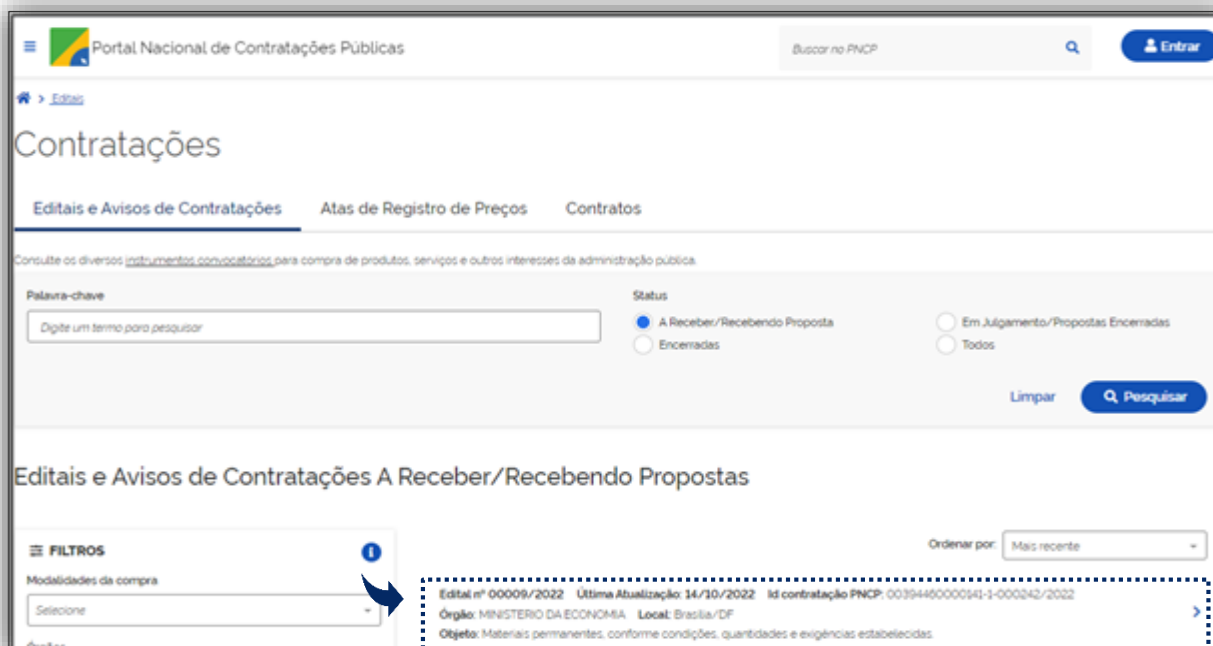 Portal Nacional de Contratações Públicas
Buscar no PNCP
Entrar
> Editais
Contratações
Editais e Avisos de Contratações
Atas de Registro de Preços
Contratos
Consulte os diversos instrumentos convocatórios para compra de produtos, serviços e outros interesses da administração pública.
Palavra-chave
Digite um termo para pesquisar
Status
A Receber/Recebendo Proposta
Em Julgamento/Propostas Encerradas
Encerradas
Todos
Limpar
Pesquisar
Editais e Avisos de Contratações A Receber/Recebendo Propostas
FILTROS
Ordenar por: Mais recente
Modalidades da compra
Selecione
Edital nº 00009/2022 Última Atualização: 14/10/2022 Id contratação PNCP: 00394460000141-1-000242/2022
Órgão: MINISTERIO DA ECONOMIA Local: Brasília/DF
Objeto: Materiais permanentes, conforme condições, quantidades e exigências estabelecidas